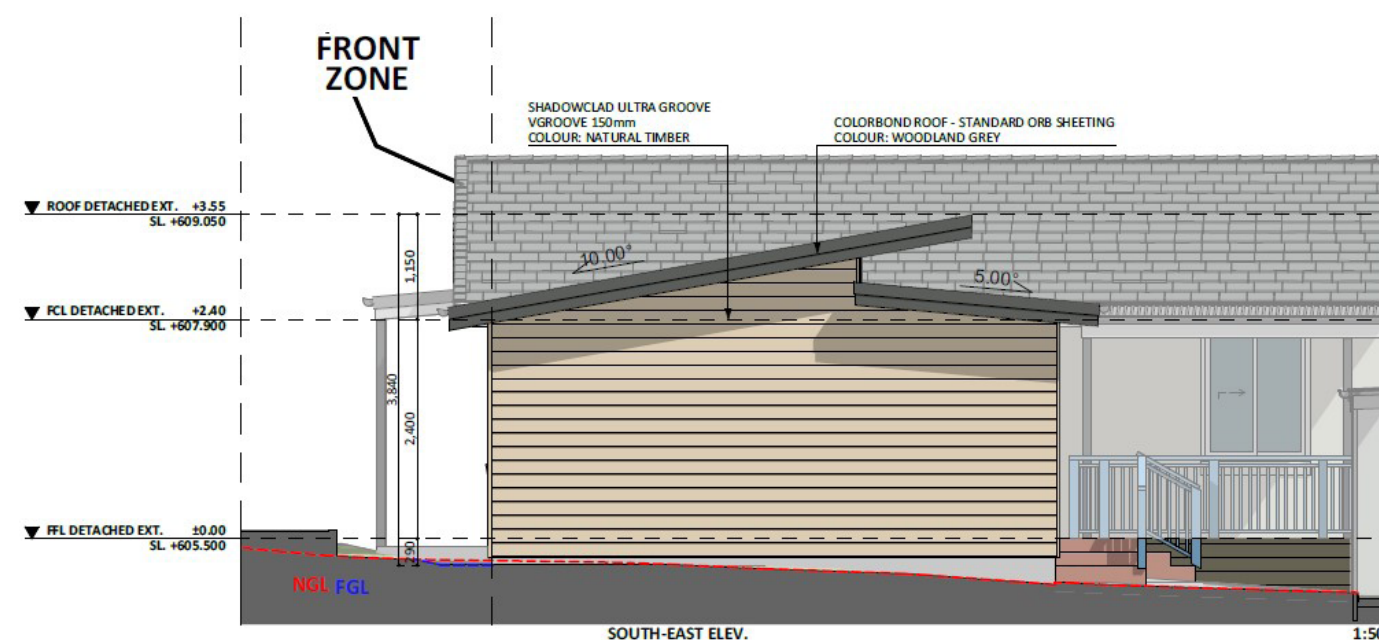 FRONT
ZONE
SHADOWCLAD ULTRA GROOVE
VGROOVE 150mm
COLOUR: NATURAL TIMBER
COLORBOND ROOF - STANDARD ORB SHEETING
COLOUR: WOODLAND GREY
ROOF DETACHED EXT. +3.55
SL +609.050
10.00°
1,150
5.00°
FCL DETACHED EXT. +2.40
SL +607.900
3,840
2,400
FFL DETACHED EXT. ±0.00
SL +605.500
290
NGL FGL
SOUTH-EAST ELEV.